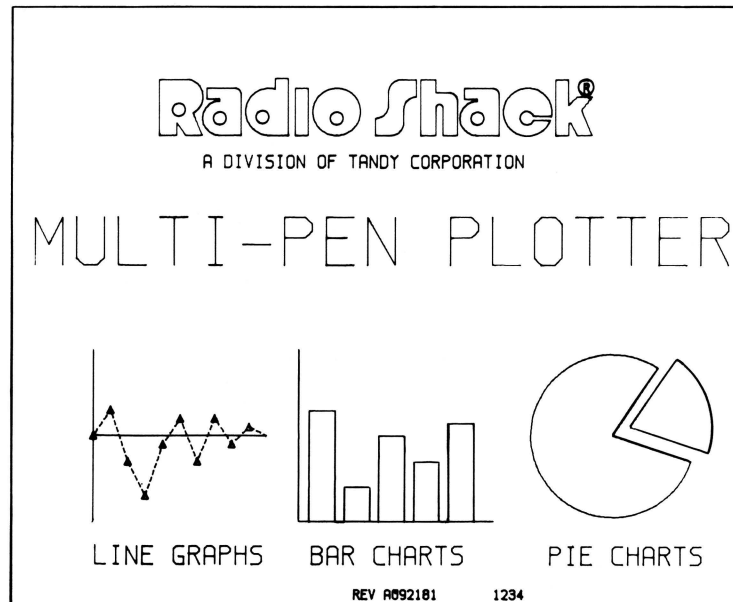 Radio Shack®
A DIVISION OF TANDY CORPORATION
MULTI-PEN PLOTTER
LINE GRAPHS BAR CHARTS PIE CHARTS
REV A092181 1234